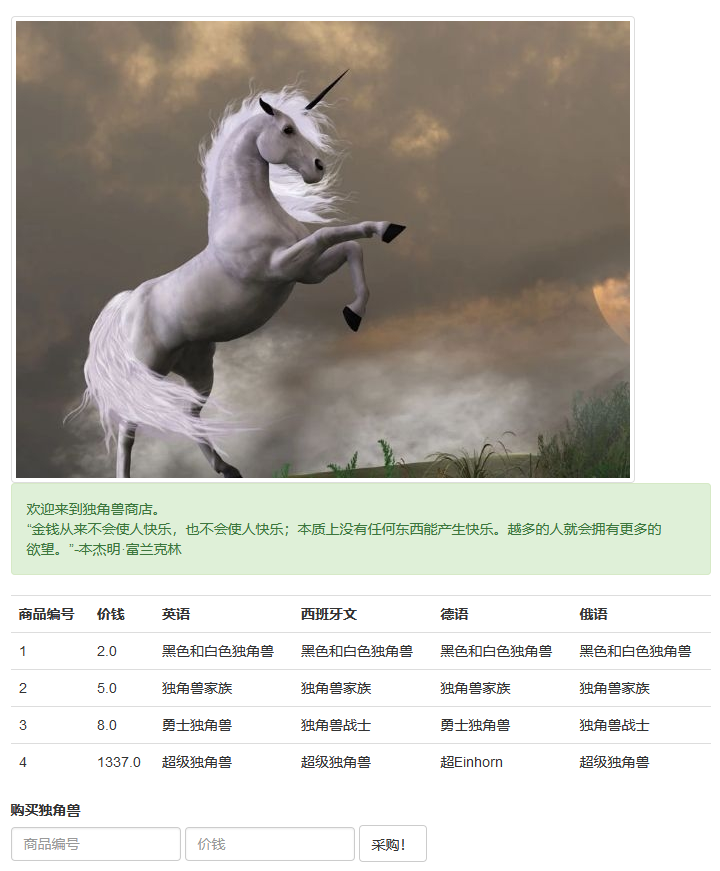 欢迎来到独角兽商店。
“金钱从来不会使人快乐，也不会使人快乐；本质上没有任何东西能产生快乐。越多的人就会拥有更多的
欲望。”-本杰明·富兰克林
商品编号 价钱 英语 西班牙文 德语 俄语
1 2.0 黑色和白色独角兽 黑色和白色独角兽 黑色和白色独角兽 黑色和白色独角兽
2 5.0 独角兽家族 独角兽家族 独角兽家族 独角兽家族
3 8.0 勇士独角兽 独角兽战士 勇士独角兽 独角兽战士
4 1337.0 超级独角兽 超级独角兽 超Einhorn 超级独角兽
购买独角兽
商品编号 价钱 采购！